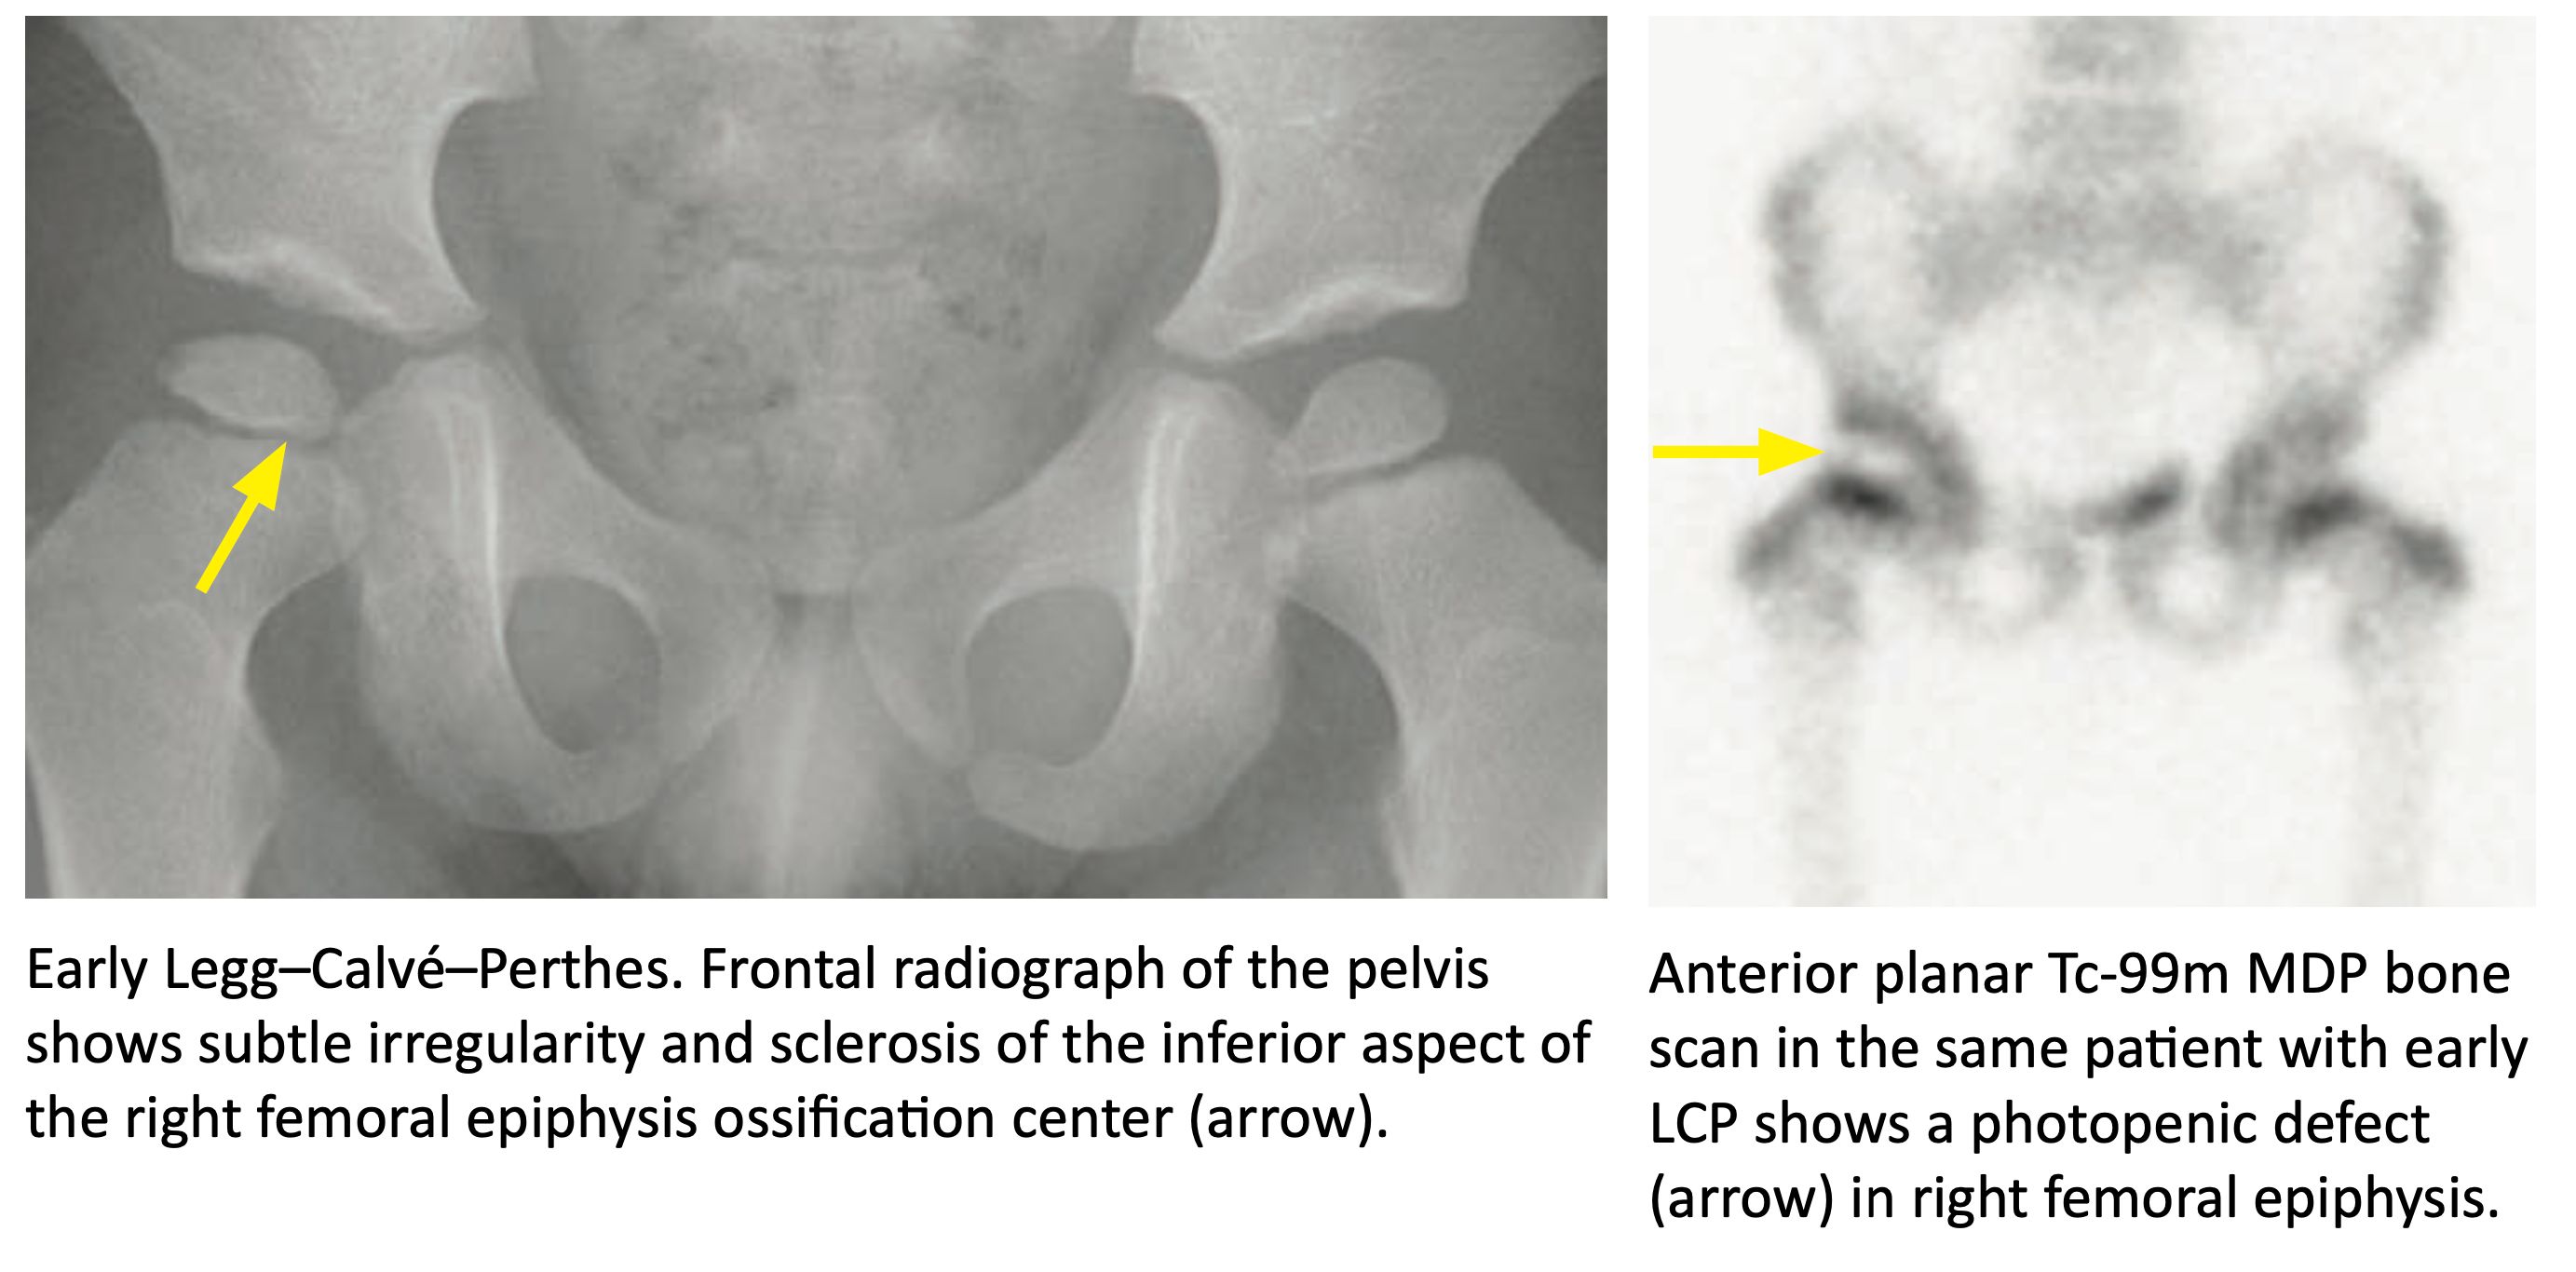 Early Legg–Calvé–Perthes. Frontal radiograph of the pelvis
shows subtle irregularity and sclerosis of the inferior aspect of
the right femoral epiphysis ossification center (arrow).
Anterior planar Tc-99m MDP bone
scan in the same patient with early
LCP shows a photopenic defect
(arrow) in right femoral epiphysis.